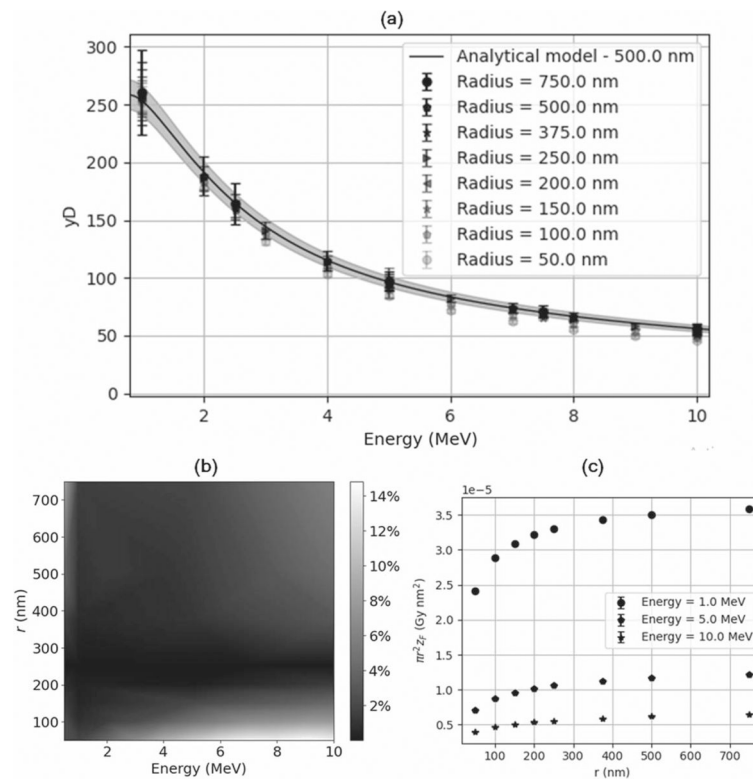 (a)
300
250
200
150
100
50
0
yD
Analytical model - 500.0 nm
Radius = 750.0 nm
Radius = 500.0 nm
Radius = 375.0 nm
Radius = 250.0 nm
Radius = 200.0 nm
Radius = 150.0 nm
Radius = 100.0 nm
Radius = 50.0 nm
2 4 6 8 10
Energy (MeV)
(b)
700
600
500
400
300
200
100
r (nm)
2 4 6 8 10
Energy (MeV)
14%
12%
10%
8%
6%
4%
2%
(c)
1e−5
3.5
3.0
2.5
2.0
1.5
1.0
0.5
πr²z_F (Gy nm²)
Energy = 1.0 MeV
Energy = 5.0 MeV
Energy = 10.0 MeV
0 100 200 300 400 500 600 700
r (nm)